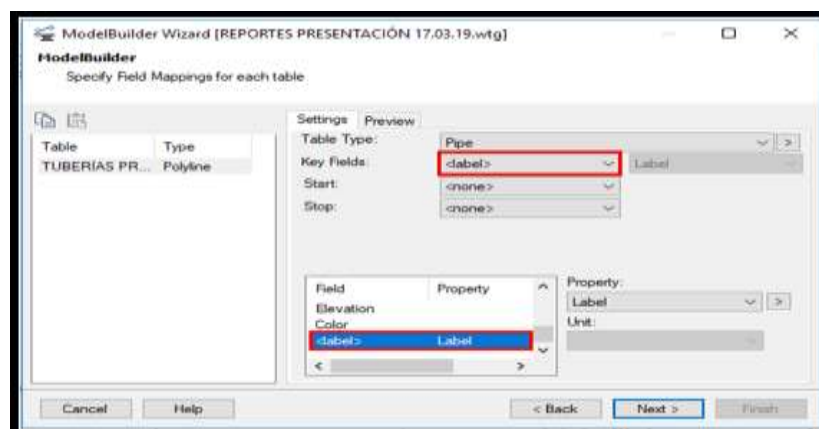 ModelBuilder Wizard [REPORTES PRESENTACIÓN 17.03.19.wtg]
ModelBuilder
Specify Field Mappings for each table
Settings Preview
Table Type
TUBERÍAS PR... Polyline
Table Type: Pipe >
Key Fields: <label> Label
Start: <none>
Stop: <none>
Field Property
Elevation
Color
<label> Label
Property:
Label >
Unit:
Cancel Help < Back Next > Finish